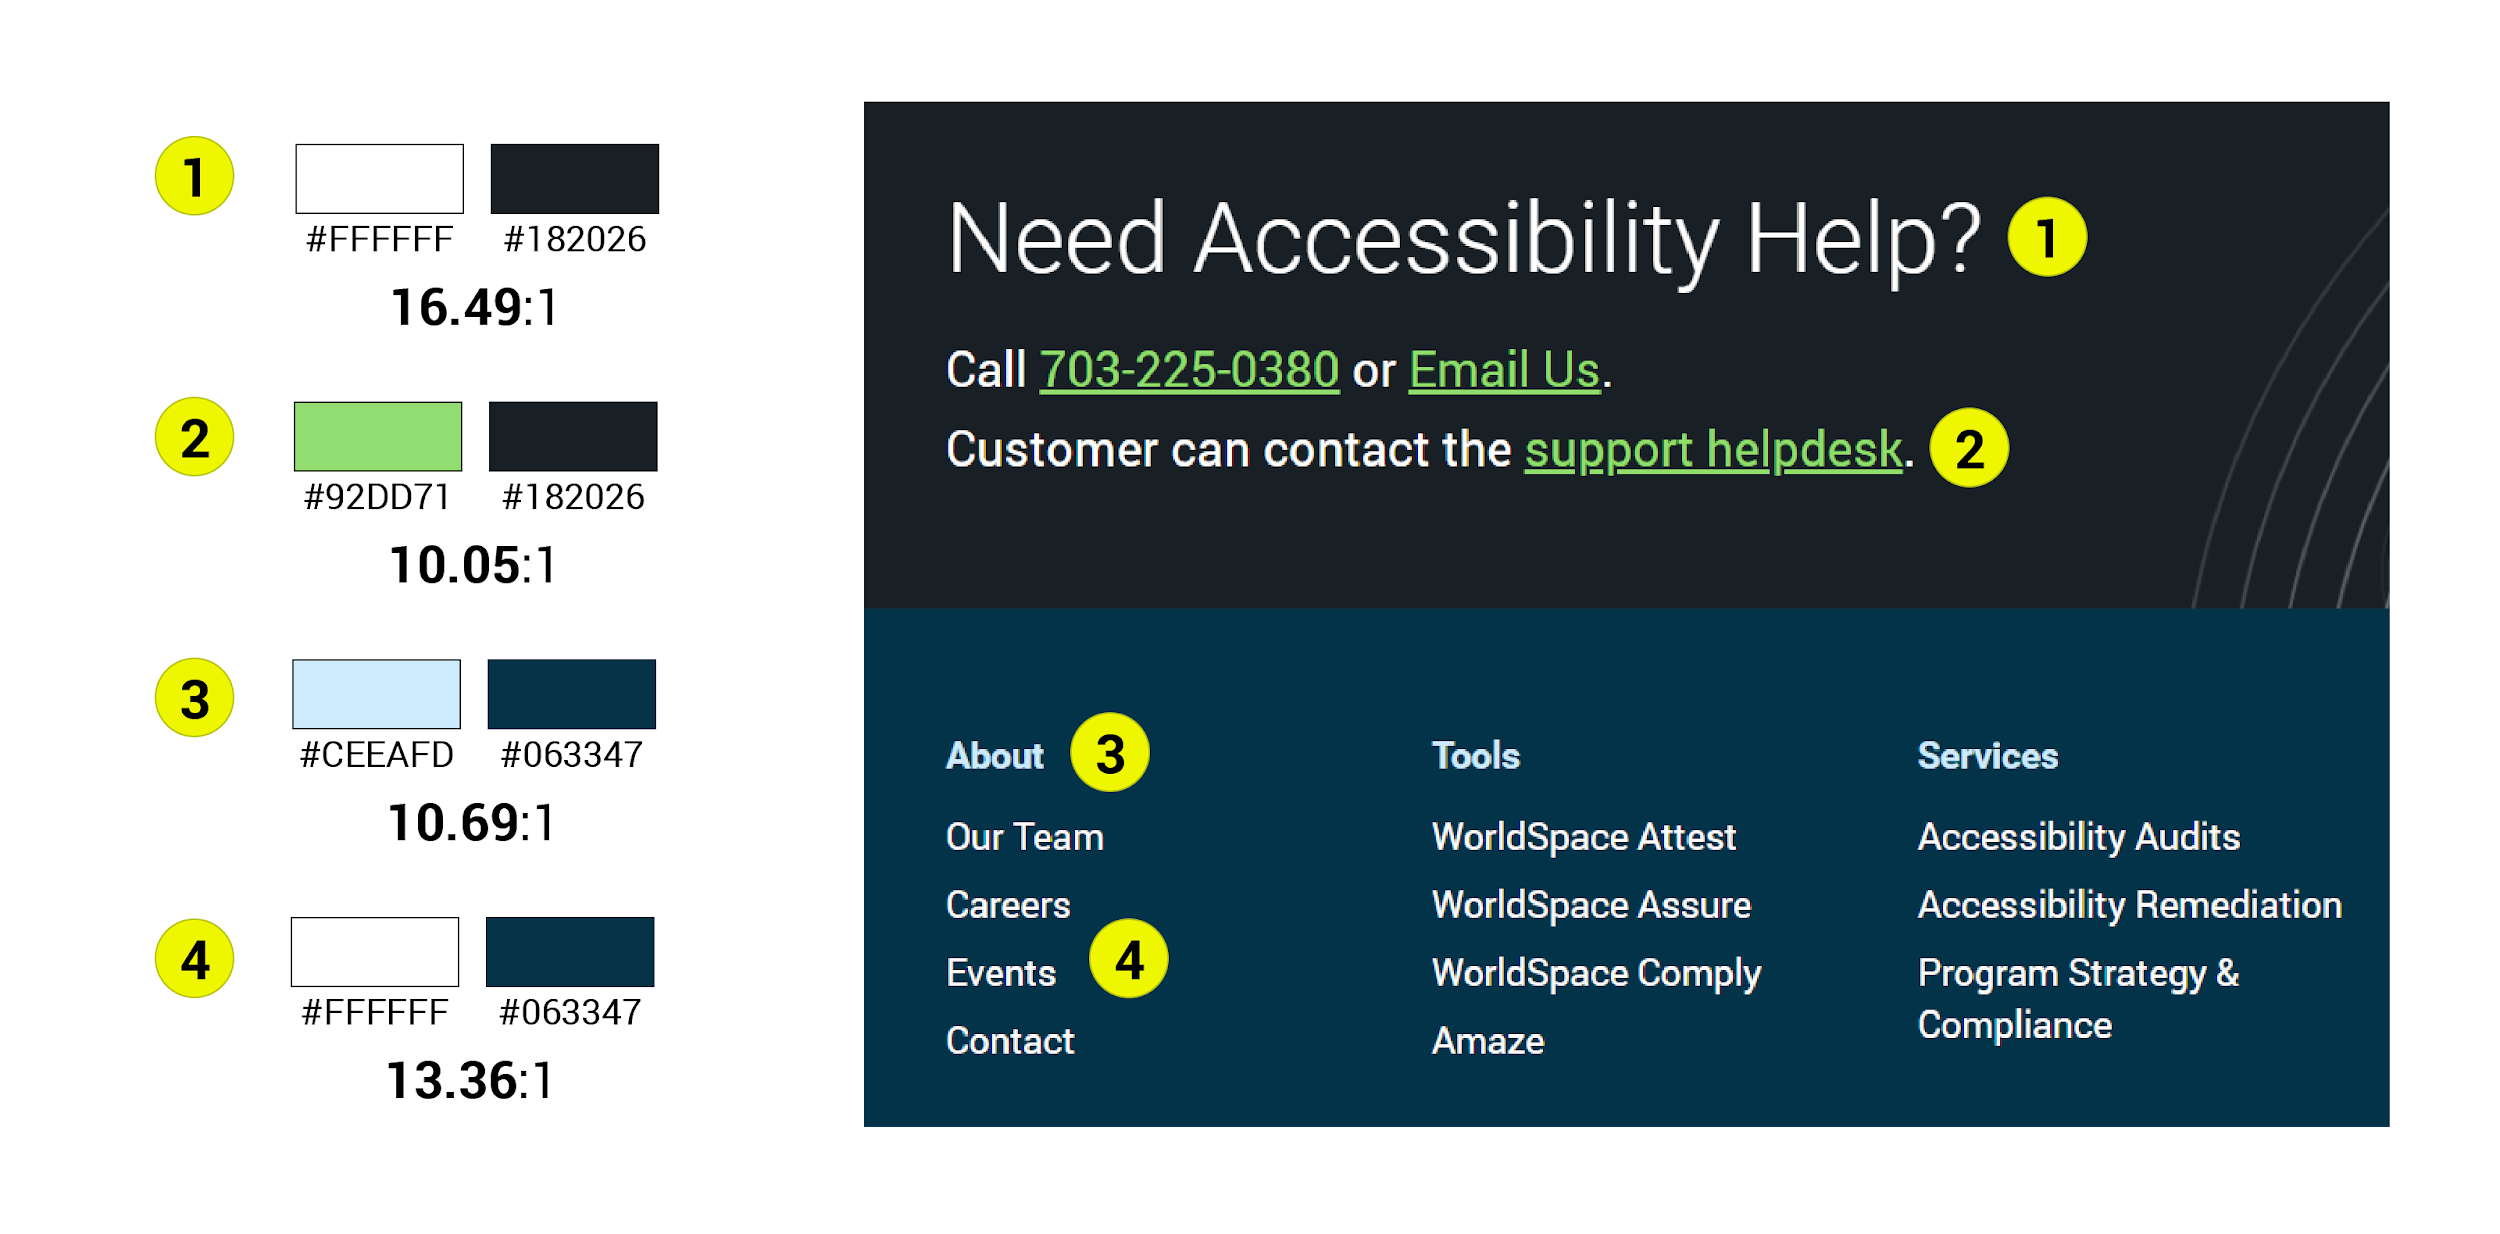 1
#FFFFFF #182026
16.49:1
2
#92DD71 #182026
10.05:1
3
#CEEAFD #063347
10.69:1
4
#FFFFFF #063347
13.36:1
Need Accessibility Help? 1
Call 703-225-0380 or Email Us.
Customer can contact the support helpdesk. 2
About 3
Our Team
Careers
Events 4
Contact
Tools
WorldSpace Attest
WorldSpace Assure
WorldSpace Comply
Amaze
Services
Accessibility Audits
Accessibility Remediation
Program Strategy &
Compliance